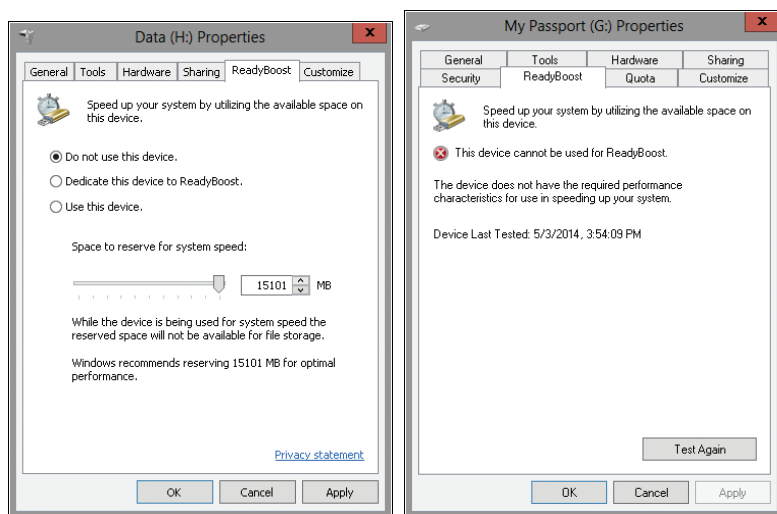 Data (H:) Properties
x
General Tools Hardware Sharing ReadyBoost Customize
Speed up your system by utilizing the available space on
this device.
Do not use this device.
Dedicate this device to ReadyBoost.
Use this device.
Space to reserve for system speed:
15101 MB
While the device is being used for system speed the
reserved space will not be available for file storage.
Windows recommends reserving 15101 MB for optimal
performance.
Privacy statement
OK Cancel Apply
My Passport (G:) Properties
x
General Tools Hardware Sharing
Security ReadyBoost Quota Customize
Speed up your system by utilizing the available space on
this device.
This device cannot be used for ReadyBoost.
The device does not have the required performance
characteristics for use in speeding up your system.
Device Last Tested: 5/3/2014, 3:54:09 PM
Test Again
OK Cancel Apply